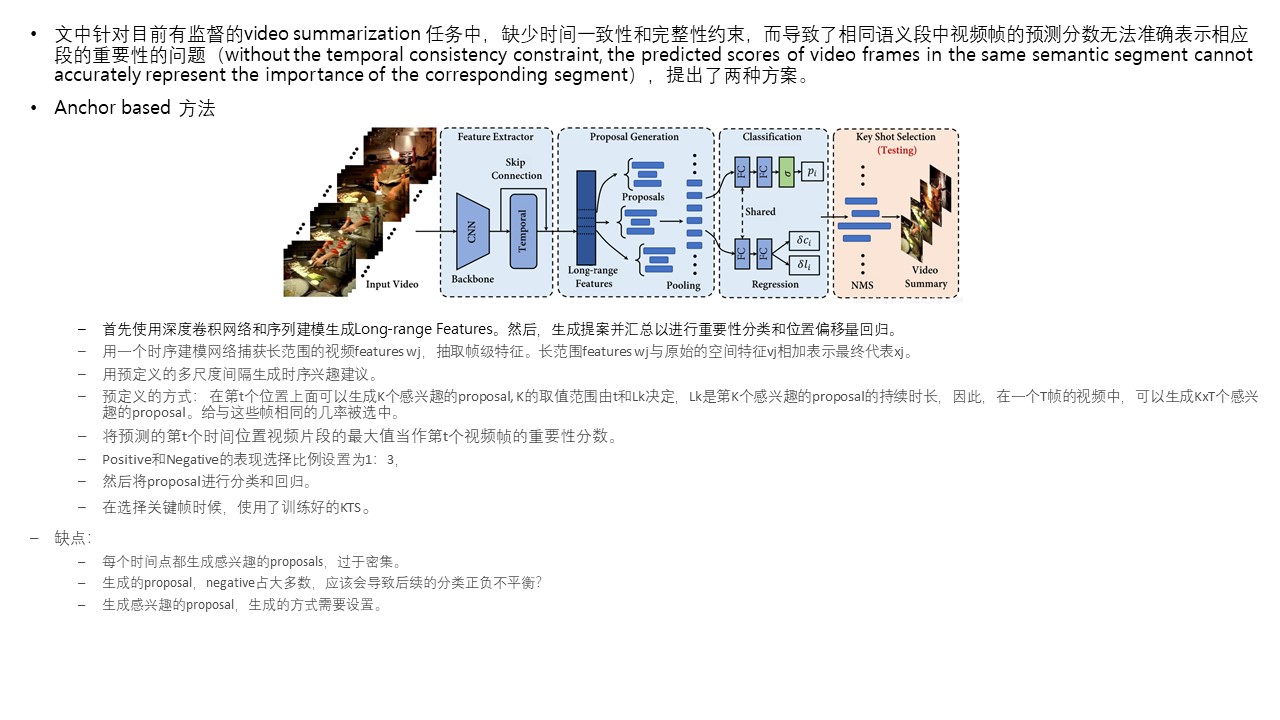 • 文中针对目前有监督的video summarization 任务中，缺少时间一致性和完整性约束，而导致了相同语义段中视频帧的预测分数无法准确表示相应
段的重要性的问题（without the temporal consistency constraint, the predicted scores of video frames in the same semantic segment cannot
accurately represent the importance of the corresponding segment），提出了两种方案。
• Anchor based 方法
Feature Extractor
Proposal Generation
Classification
Key Shot Selection
(Testing)
Skip
Connection
CNN
Temporal
Backbone
Input Video
Proposals
Long-range
Features
Pooling
FC
FC
σ
pᵢ
Shared
FC
FC
δcᵢ
δlᵢ
Regression
NMS
Video
Summary
– 首先使用深度卷积网络和序列建模生成Long-range Features。然后，生成提案并汇总以进行重要性分类和位置偏移量回归。
– 用一个时序建模网络捕获长范围的视频features wj，抽取帧级特征。长范围features wj与原始的空间特征vj相加表示最终代表xj。
– 用预定义的多尺度间隔生成时序兴趣建议。
– 预定义的方式： 在第t个位置上面可以生成K个感兴趣的proposal, K的取值范围由t和Lk决定，Lk是第K个感兴趣的proposal的持续时长，因此，在一个T帧的视频中，可以生成KxT个感兴
趣的proposal。给与这些帧相同的几率被选中。
– 将预测的第t个时间位置视频片段的最大值当作第t个视频帧的重要性分数。
– Positive和Negative的表现选择比例设置为1：3，
– 然后将proposal进行分类和回归。
– 在选择关键帧时候，使用了训练好的KTS。
– 缺点：
– 每个时间点都生成感兴趣的proposals，过于密集。
– 生成的proposal，negative占大多数，应该会导致后续的分类正负不平衡？
– 生成感兴趣的proposal，生成的方式需要设置。